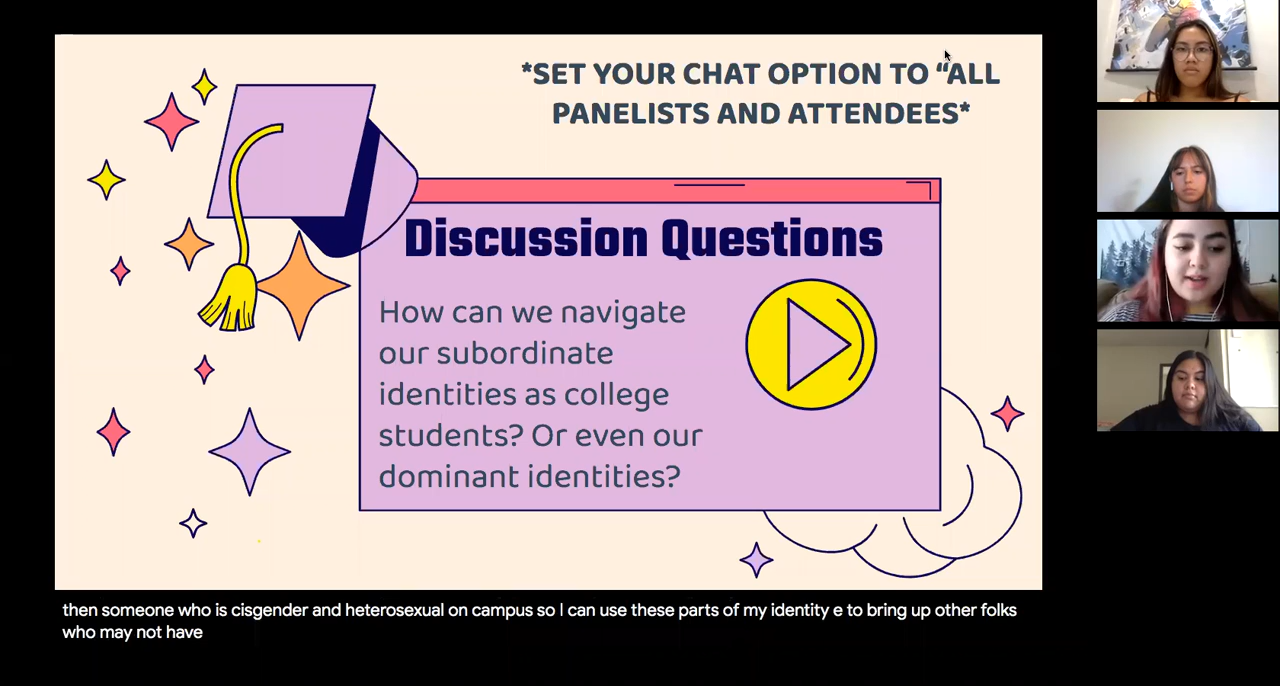 *SET YOUR CHAT OPTION TO “ALL
PANELISTS AND ATTENDEES*
Discussion Questions
How can we navigate
our subordinate
identities as college
students? Or even our
dominant identities?
then someone who is cisgender and heterosexual on campus so I can use these parts of my identity e to bring up other folks
who may not have